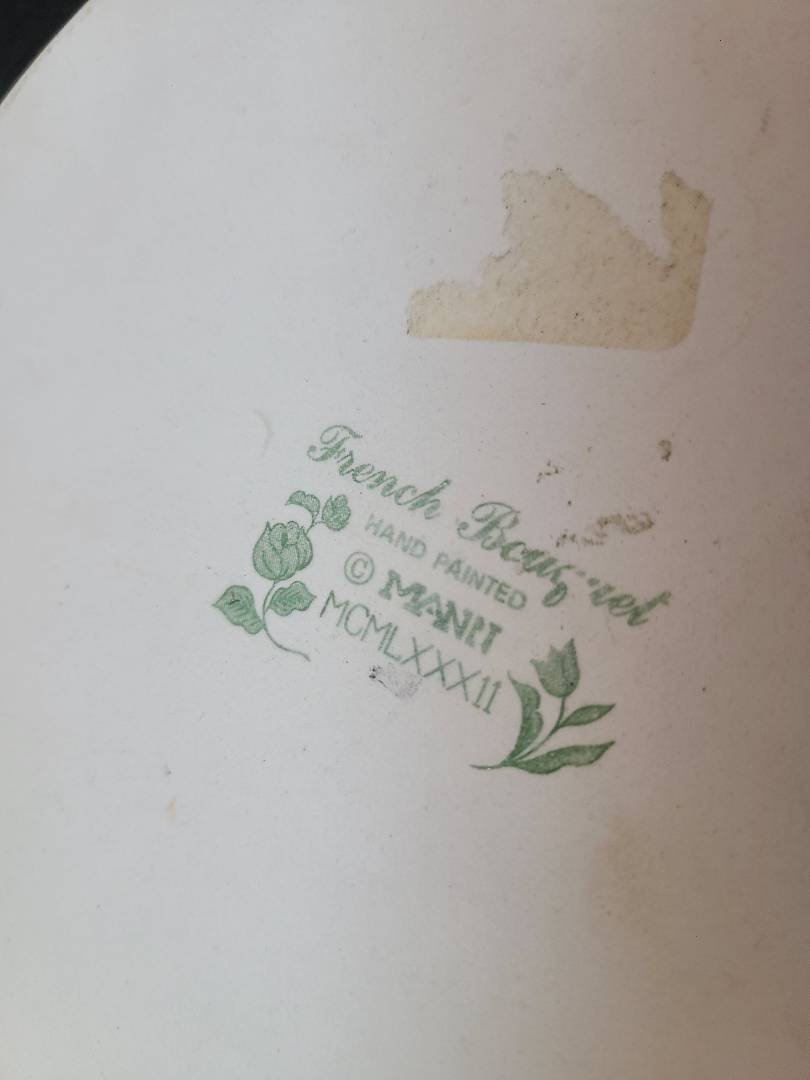 French Bouquet
HAND PAINTED
© MANN
MCMLXXXII